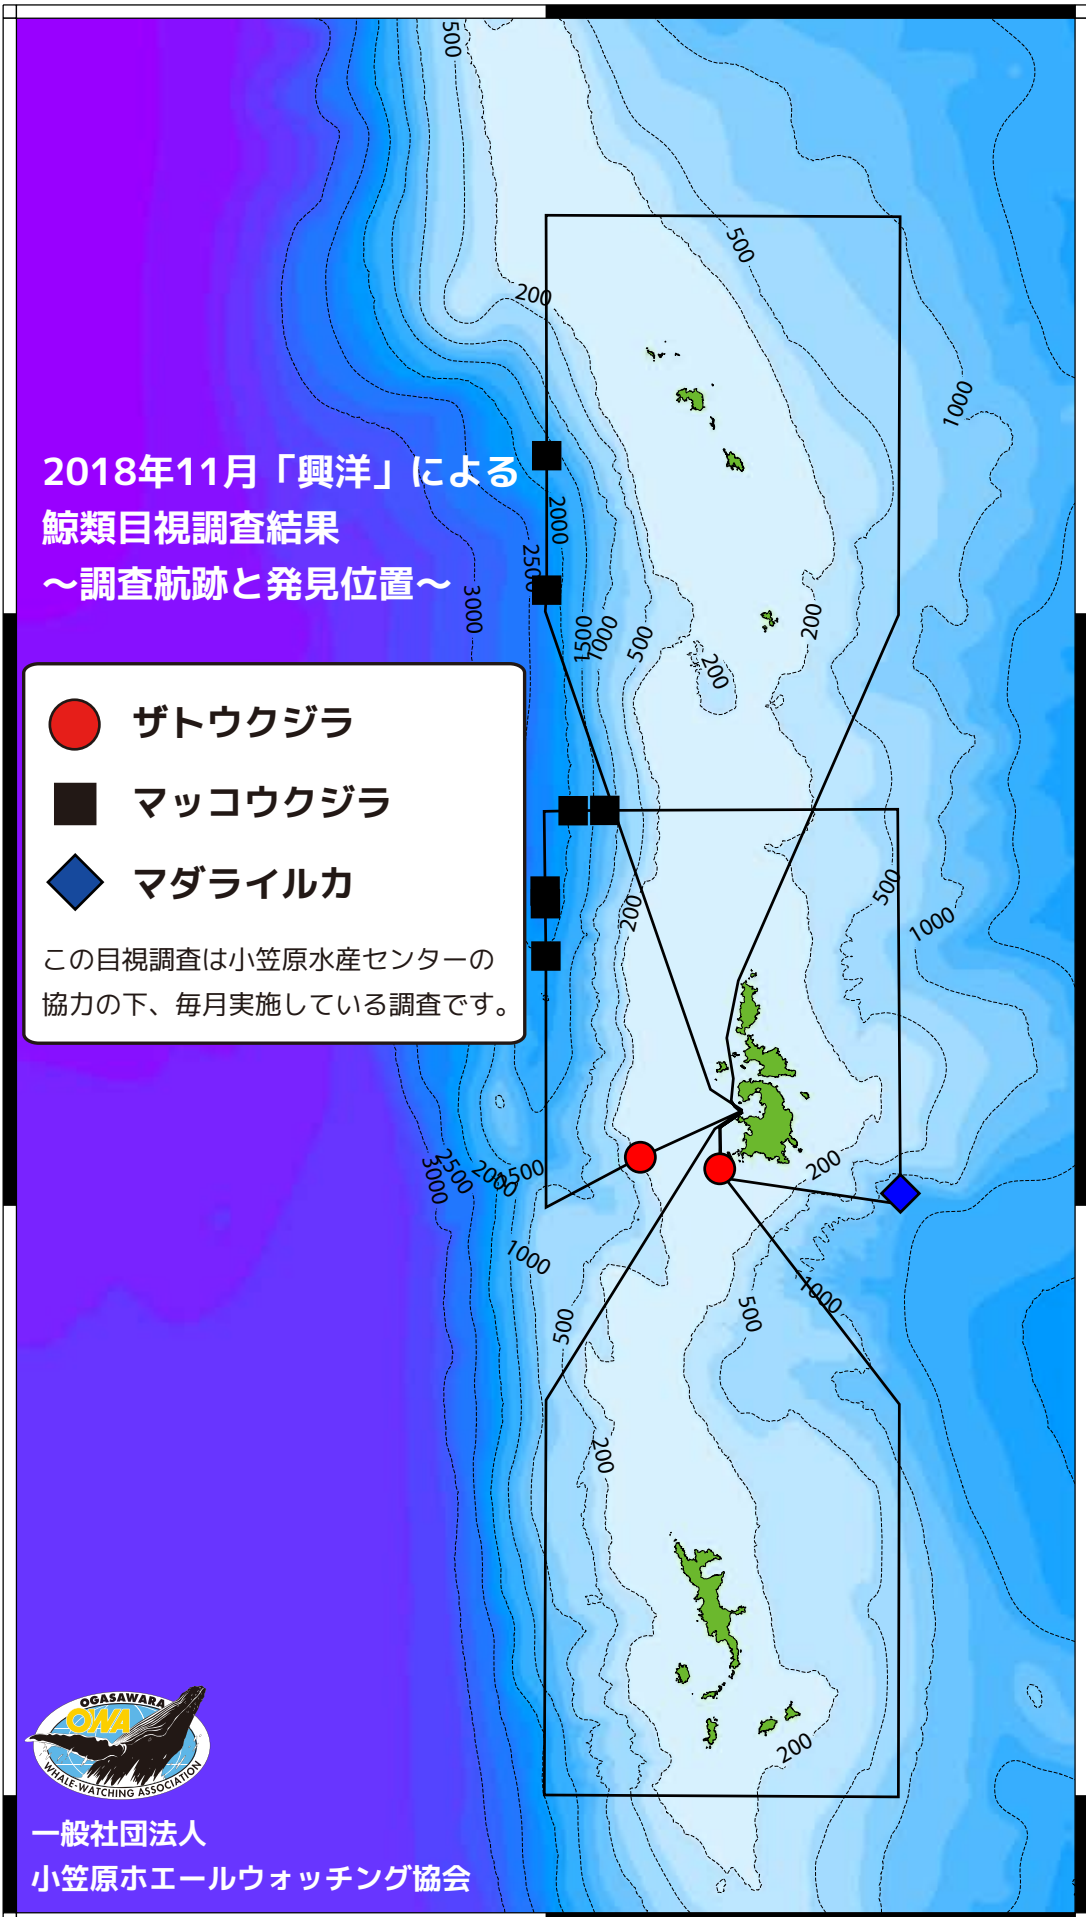 500
500
200
1000
2018年11月「興洋」による
鯨類目視調査結果
～調査航跡と発見位置～
2000
2500
3000
1500
1000
500
200
200
ザトウクジラ
マッコウクジラ
マダライルカ
この目視調査は小笠原水産センターの
協力の下、毎月実施している調査です。
200
500
1000
3000
2500
2000
1500
200
1000
500
500
1000
200
200
OGASAWARA
OWA
WHALE-WATCHING ASSOCIATION
一般社団法人
小笠原ホエールウォッチング協会